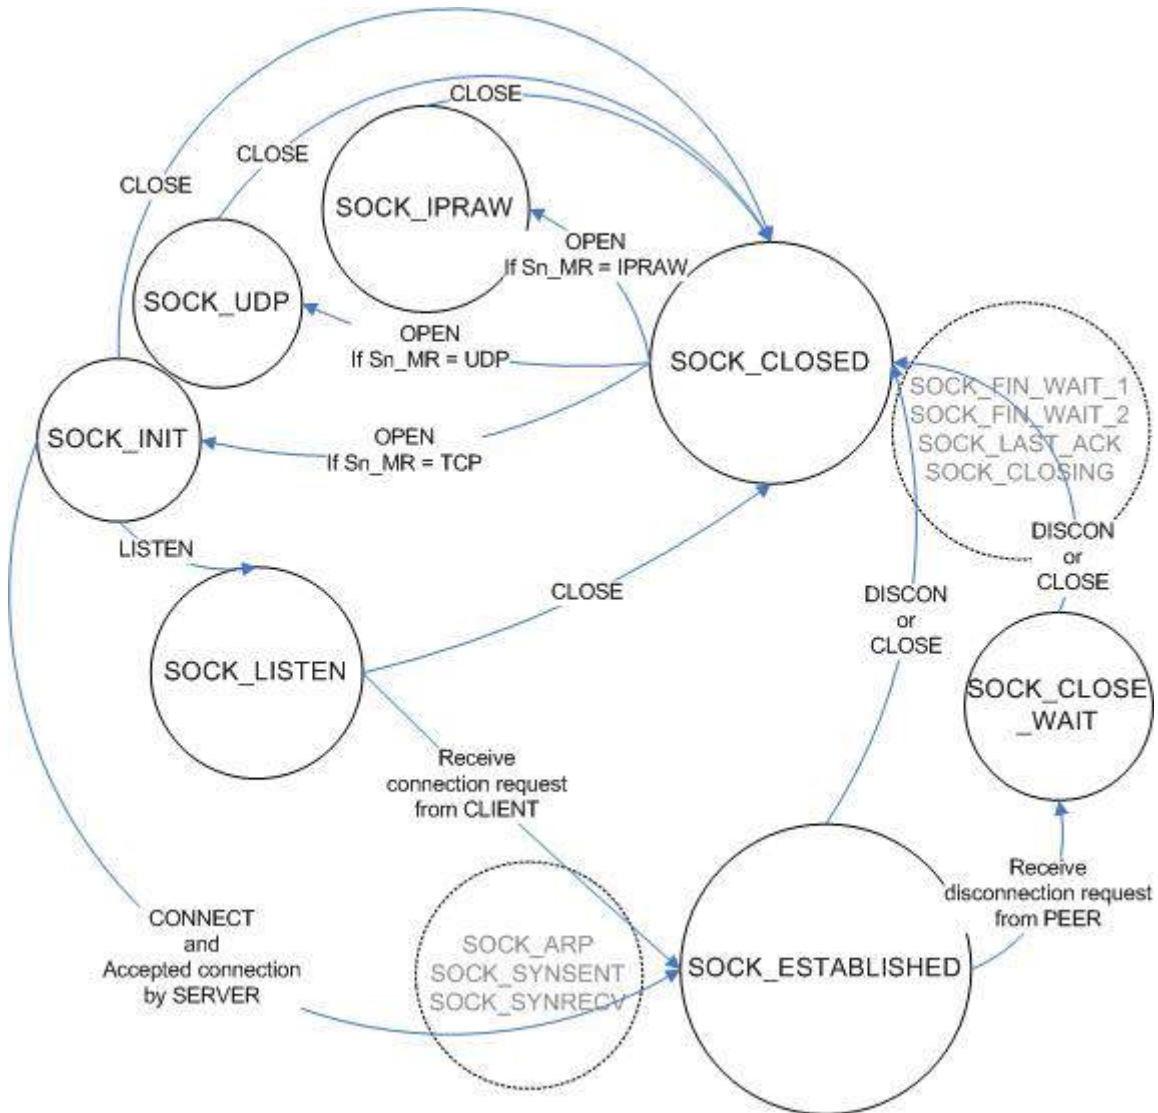 CLOSE
CLOSE
CLOSE
SOCK_IPRAW
OPEN
If Sn_MR = IPRAW
SOCK_UDP
OPEN
If Sn_MR = UDP
SOCK_CLOSED
SOCK_FIN_WAIT_1
SOCK_FIN_WAIT_2
SOCK_LAST_ACK
SOCK_CLOSING
SOCK_INIT
OPEN
If Sn_MR = TCP
LISTEN
CLOSE
DISCON
or
CLOSE
DISCON
or
CLOSE
SOCK_LISTEN
SOCK_CLOSE
_WAIT
Receive
connection request
from CLIENT
Receive
disconnection request
from PEER
CONNECT
and
Accepted connection
by SERVER
SOCK_ARP
SOCK_SYNSENT
SOCK_SYNRECV
SOCK_ESTABLISHED